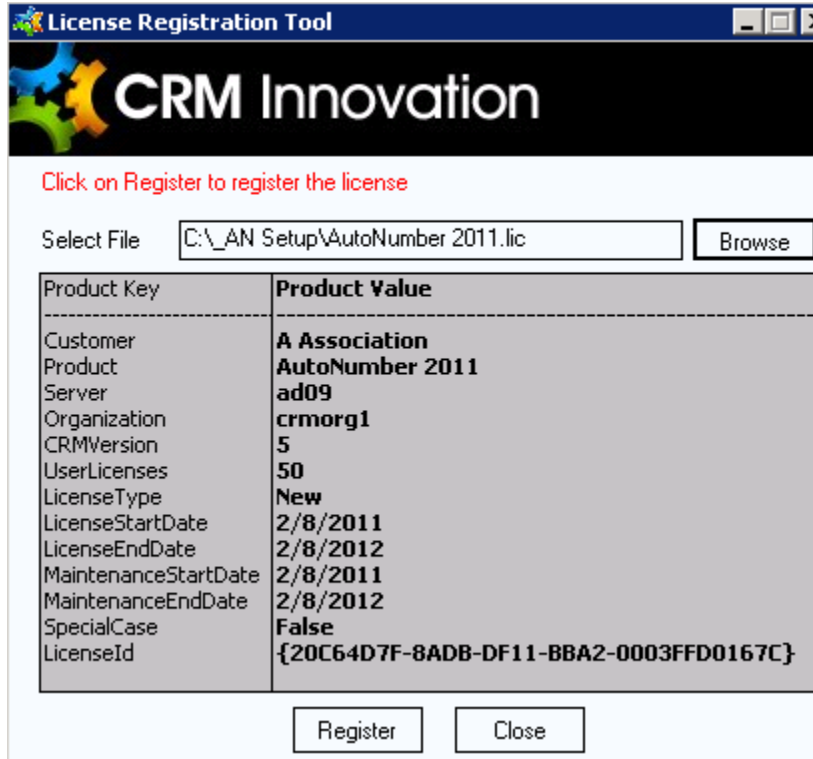 License Registration Tool
CRM Innovation
Click on Register to register the license
Select File C:\_AN Setup\AutoNumber 2011.lic Browse
Product Key Product Value
Customer A Association
Product AutoNumber 2011
Server ad09
Organization crmorg1
CRMVersion 5
UserLicenses 50
LicenseType New
LicenseStartDate 2/8/2011
LicenseEndDate 2/8/2012
MaintenanceStartDate 2/8/2011
MaintenanceEndDate 2/8/2012
SpecialCase False
LicenseId {20C64D7F-8ADB-DF11-BBA2-0003FFD0167C}
Register Close